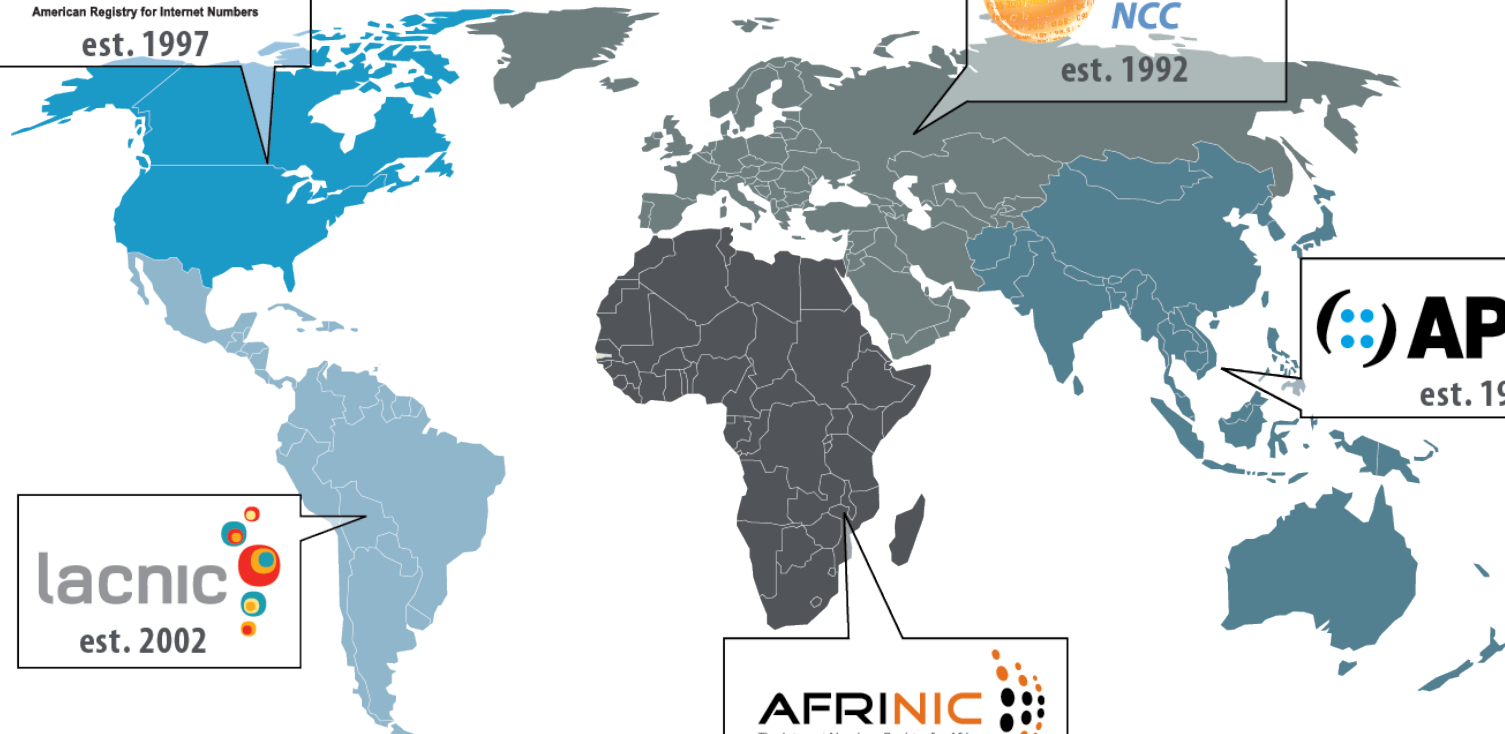 American Registry for Internet Numbers
est. 1997
NCC
est. 1992
AP
est. 19
lacnic
est. 2002
AFRINIC